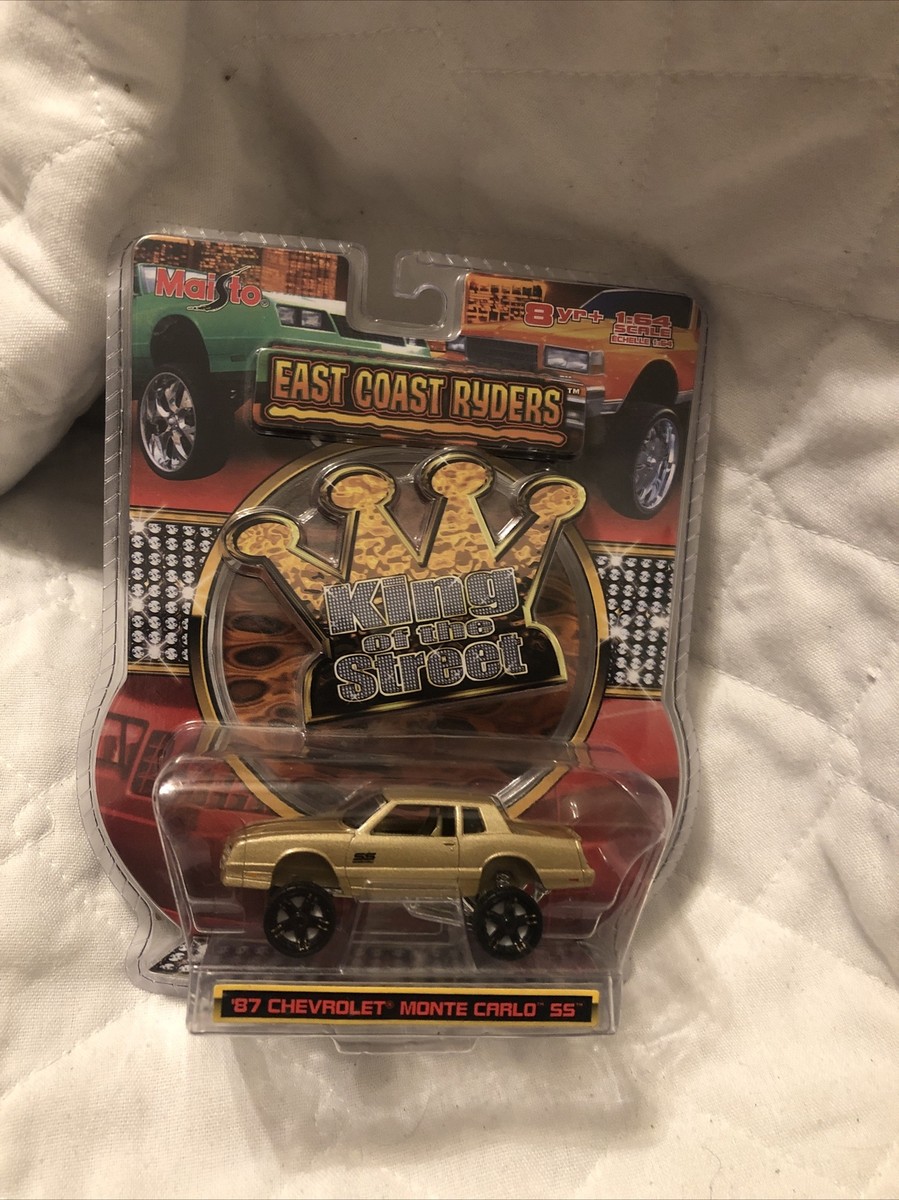 Maisto®
8 yr+ 1:64
SCALE
ECHELLE 1:64
EAST COAST RYDERS™
King
of the
Street
SS
'87 CHEVROLET® MONTE CARLO™ SS™